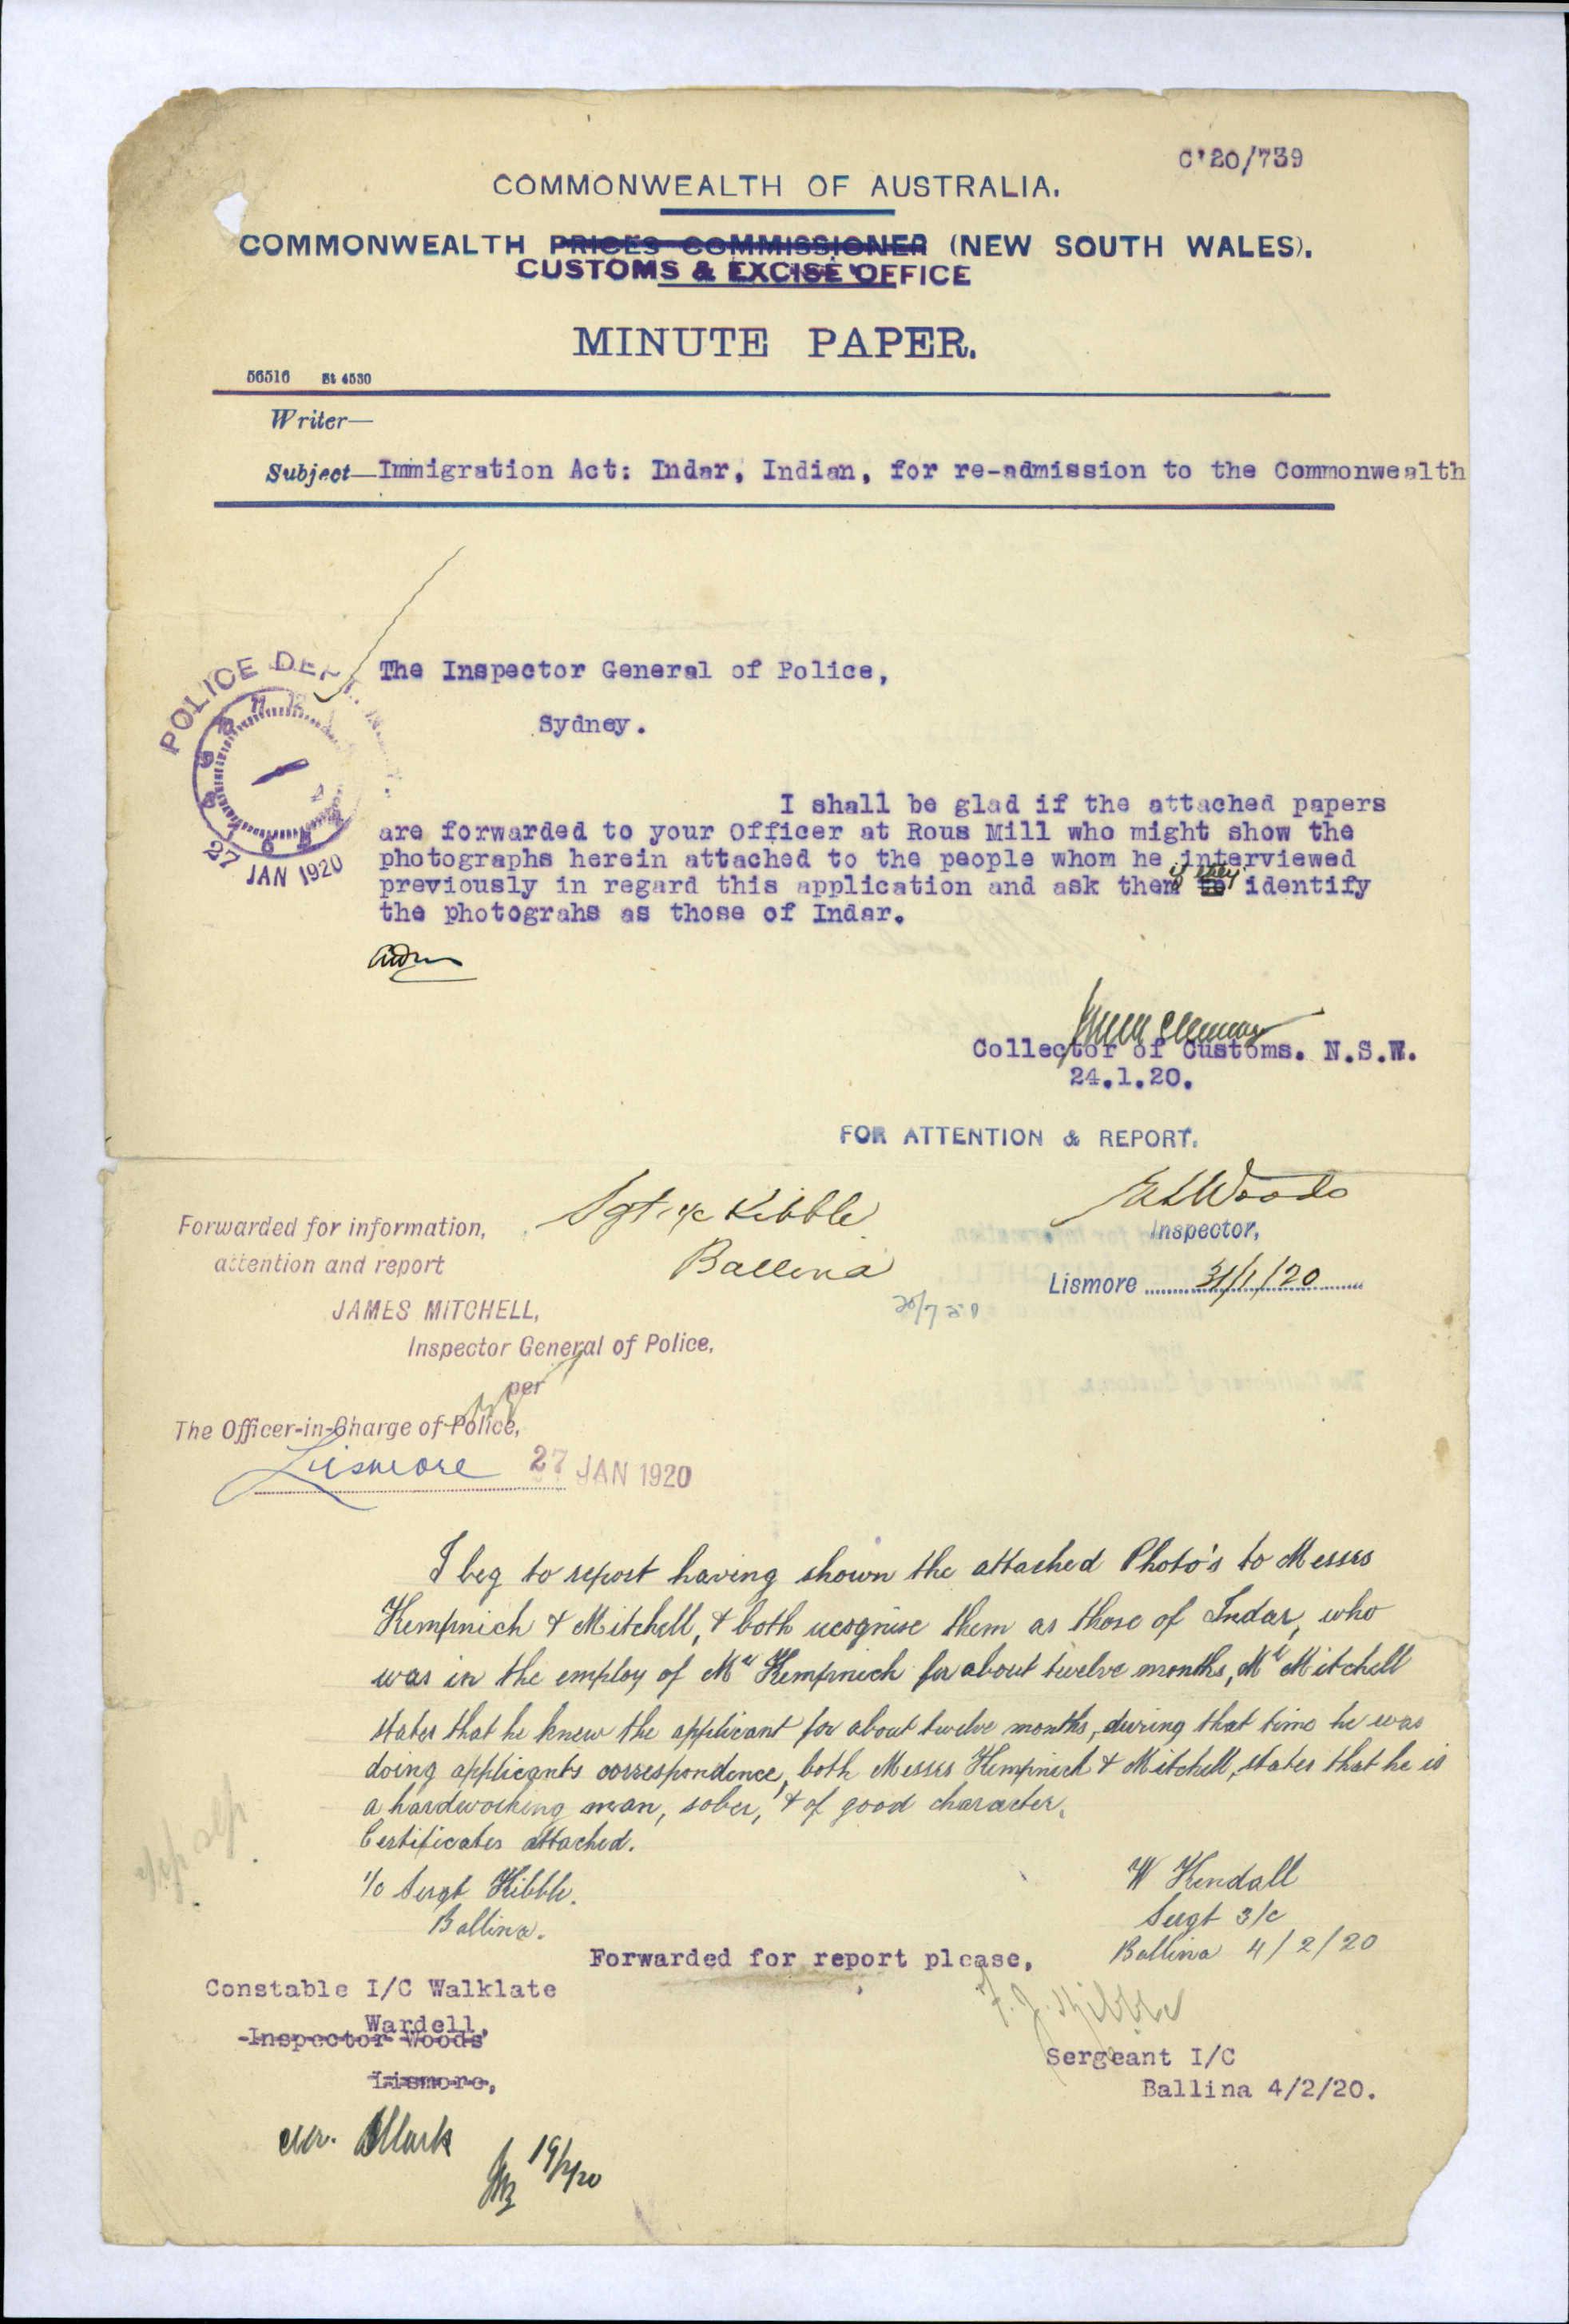 C'20/739
COMMONWEALTH OF AUSTRALIA.
COMMONWEALTH PRICES COMMISSIONER (NEW SOUTH WALES).
CUSTOMS & EXCISE OFFICE
MINUTE PAPER.
56516 St 4530
Writer—
Subject—Immigration Act: Indar, Indian, for re-admission to the Commonwealth
The Inspector General of Police,
Sydney.
POLICE DEPT. N.
27 JAN 1920
I shall be glad if the attached papers
are forwarded to your Officer at Rous Mill who might show the
photographs herein attached to the people whom he interviewed
previously in regard this application and ask them if they identify
the photograhs as those of Indar.
Collector of Customs. N.S.W.
24.1.20.
FOR ATTENTION & REPORT.
Sgt i/c Kibble
Ballina
Woods
Inspector,
Lismore 31/1/20
Forwarded for information,
attention and report
JAMES MITCHELL,
Inspector General of Police,
per
The Officer-in-Charge of Police,
Lismore 27 JAN 1920
I beg to report having shown the attached Photo's to Messrs
Kempnich & Mitchell, & both recognise them as those of Indar, who
was in the employ of Mr Kempnich for about twelve months, Mr Mitchell
states that he knew the applicant for about twelve months, during that time he was
doing applicants correspondence, both Messrs Kempnich & Mitchell, states that he is
a hardworking man, sober, & of good character.
Certificates attached.
Sergt Kibble.
Ballina.
W Kendall
Sergt 3/c
Ballina 4/2/20
Forwarded for report please.
Constable I/C Walklate
Wardell,
Inspector Woods
Lismore,
F. J. Kibble
Sergeant I/C
Ballina 4/2/20.
Mr.
19/2/20